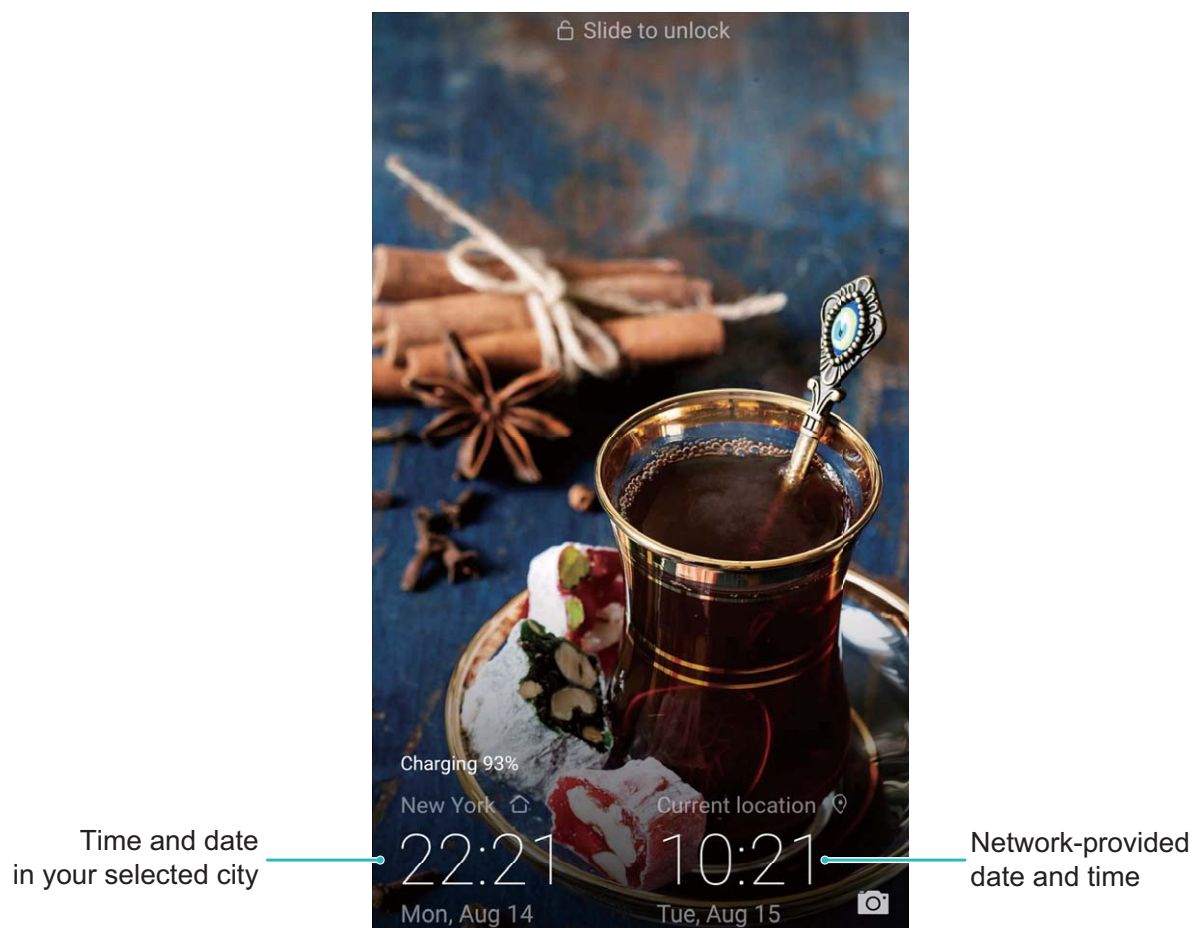 Slide to unlock
Charging 93%
New York
22:21
Mon, Aug 14
Current location
10:21
Tue, Aug 15
Time and date
in your selected city
Network-provided
date and time